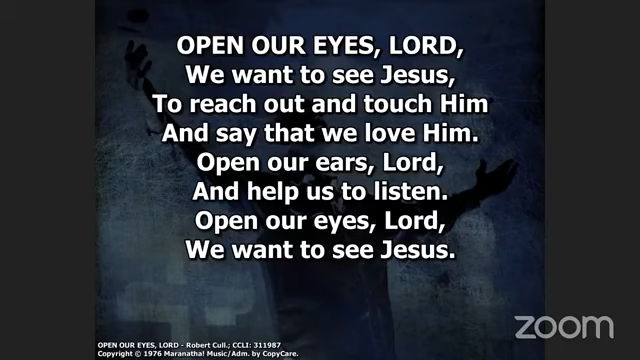 OPEN OUR EYES, LORD,
We want to see Jesus,
To reach out and touch Him
And say that we love Him.
Open our ears, Lord,
And help us to listen.
Open our eyes, Lord,
We want to see Jesus.
OPEN OUR EYES, LORD - Robert Cull.; CCLI: 311987
Copyright © 1976 Maranatha! Music/Adm. by CopyCare.
zoom